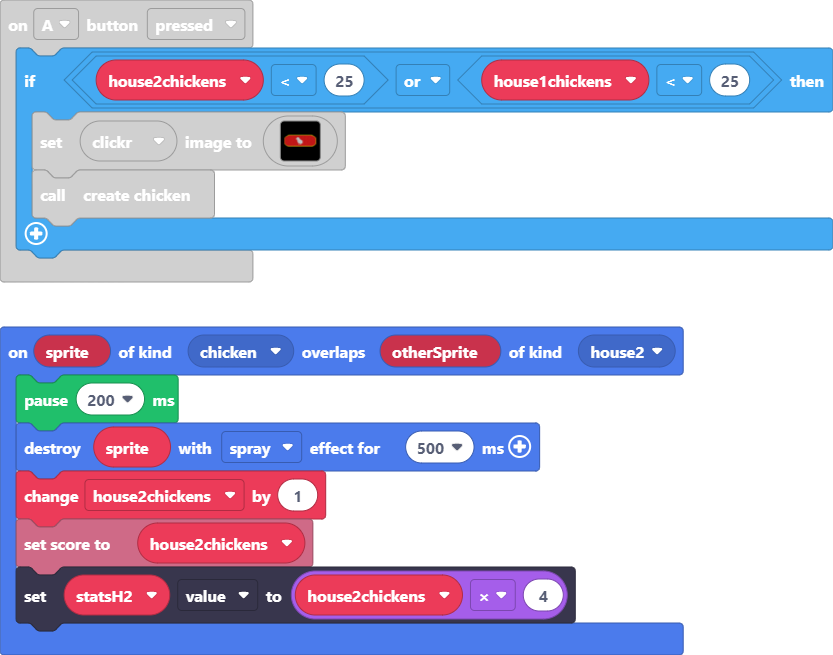 on A button pressed
if house2chickens < 25 or house1chickens < 25 then
set clickr image to
call create chicken
on sprite of kind chicken overlaps otherSprite of kind house2
pause 200 ms
destroy sprite with spray effect for 500 ms
change house2chickens by 1
set score to house2chickens
set statsH2 value to house2chickens × 4